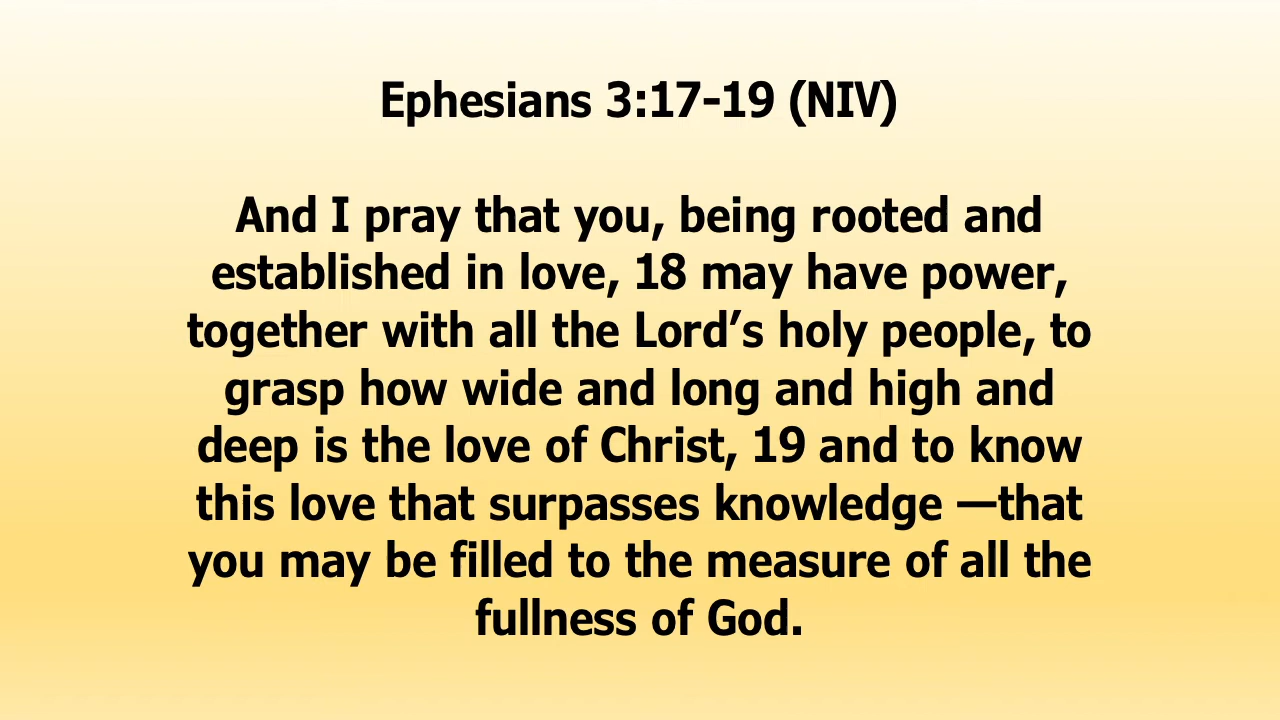 Ephesians 3:17-19 (NIV)
And I pray that you, being rooted and
established in love, 18 may have power,
together with all the Lord’s holy people, to
grasp how wide and long and high and
deep is the love of Christ, 19 and to know
this love that surpasses knowledge —that
you may be filled to the measure of all the
fullness of God.